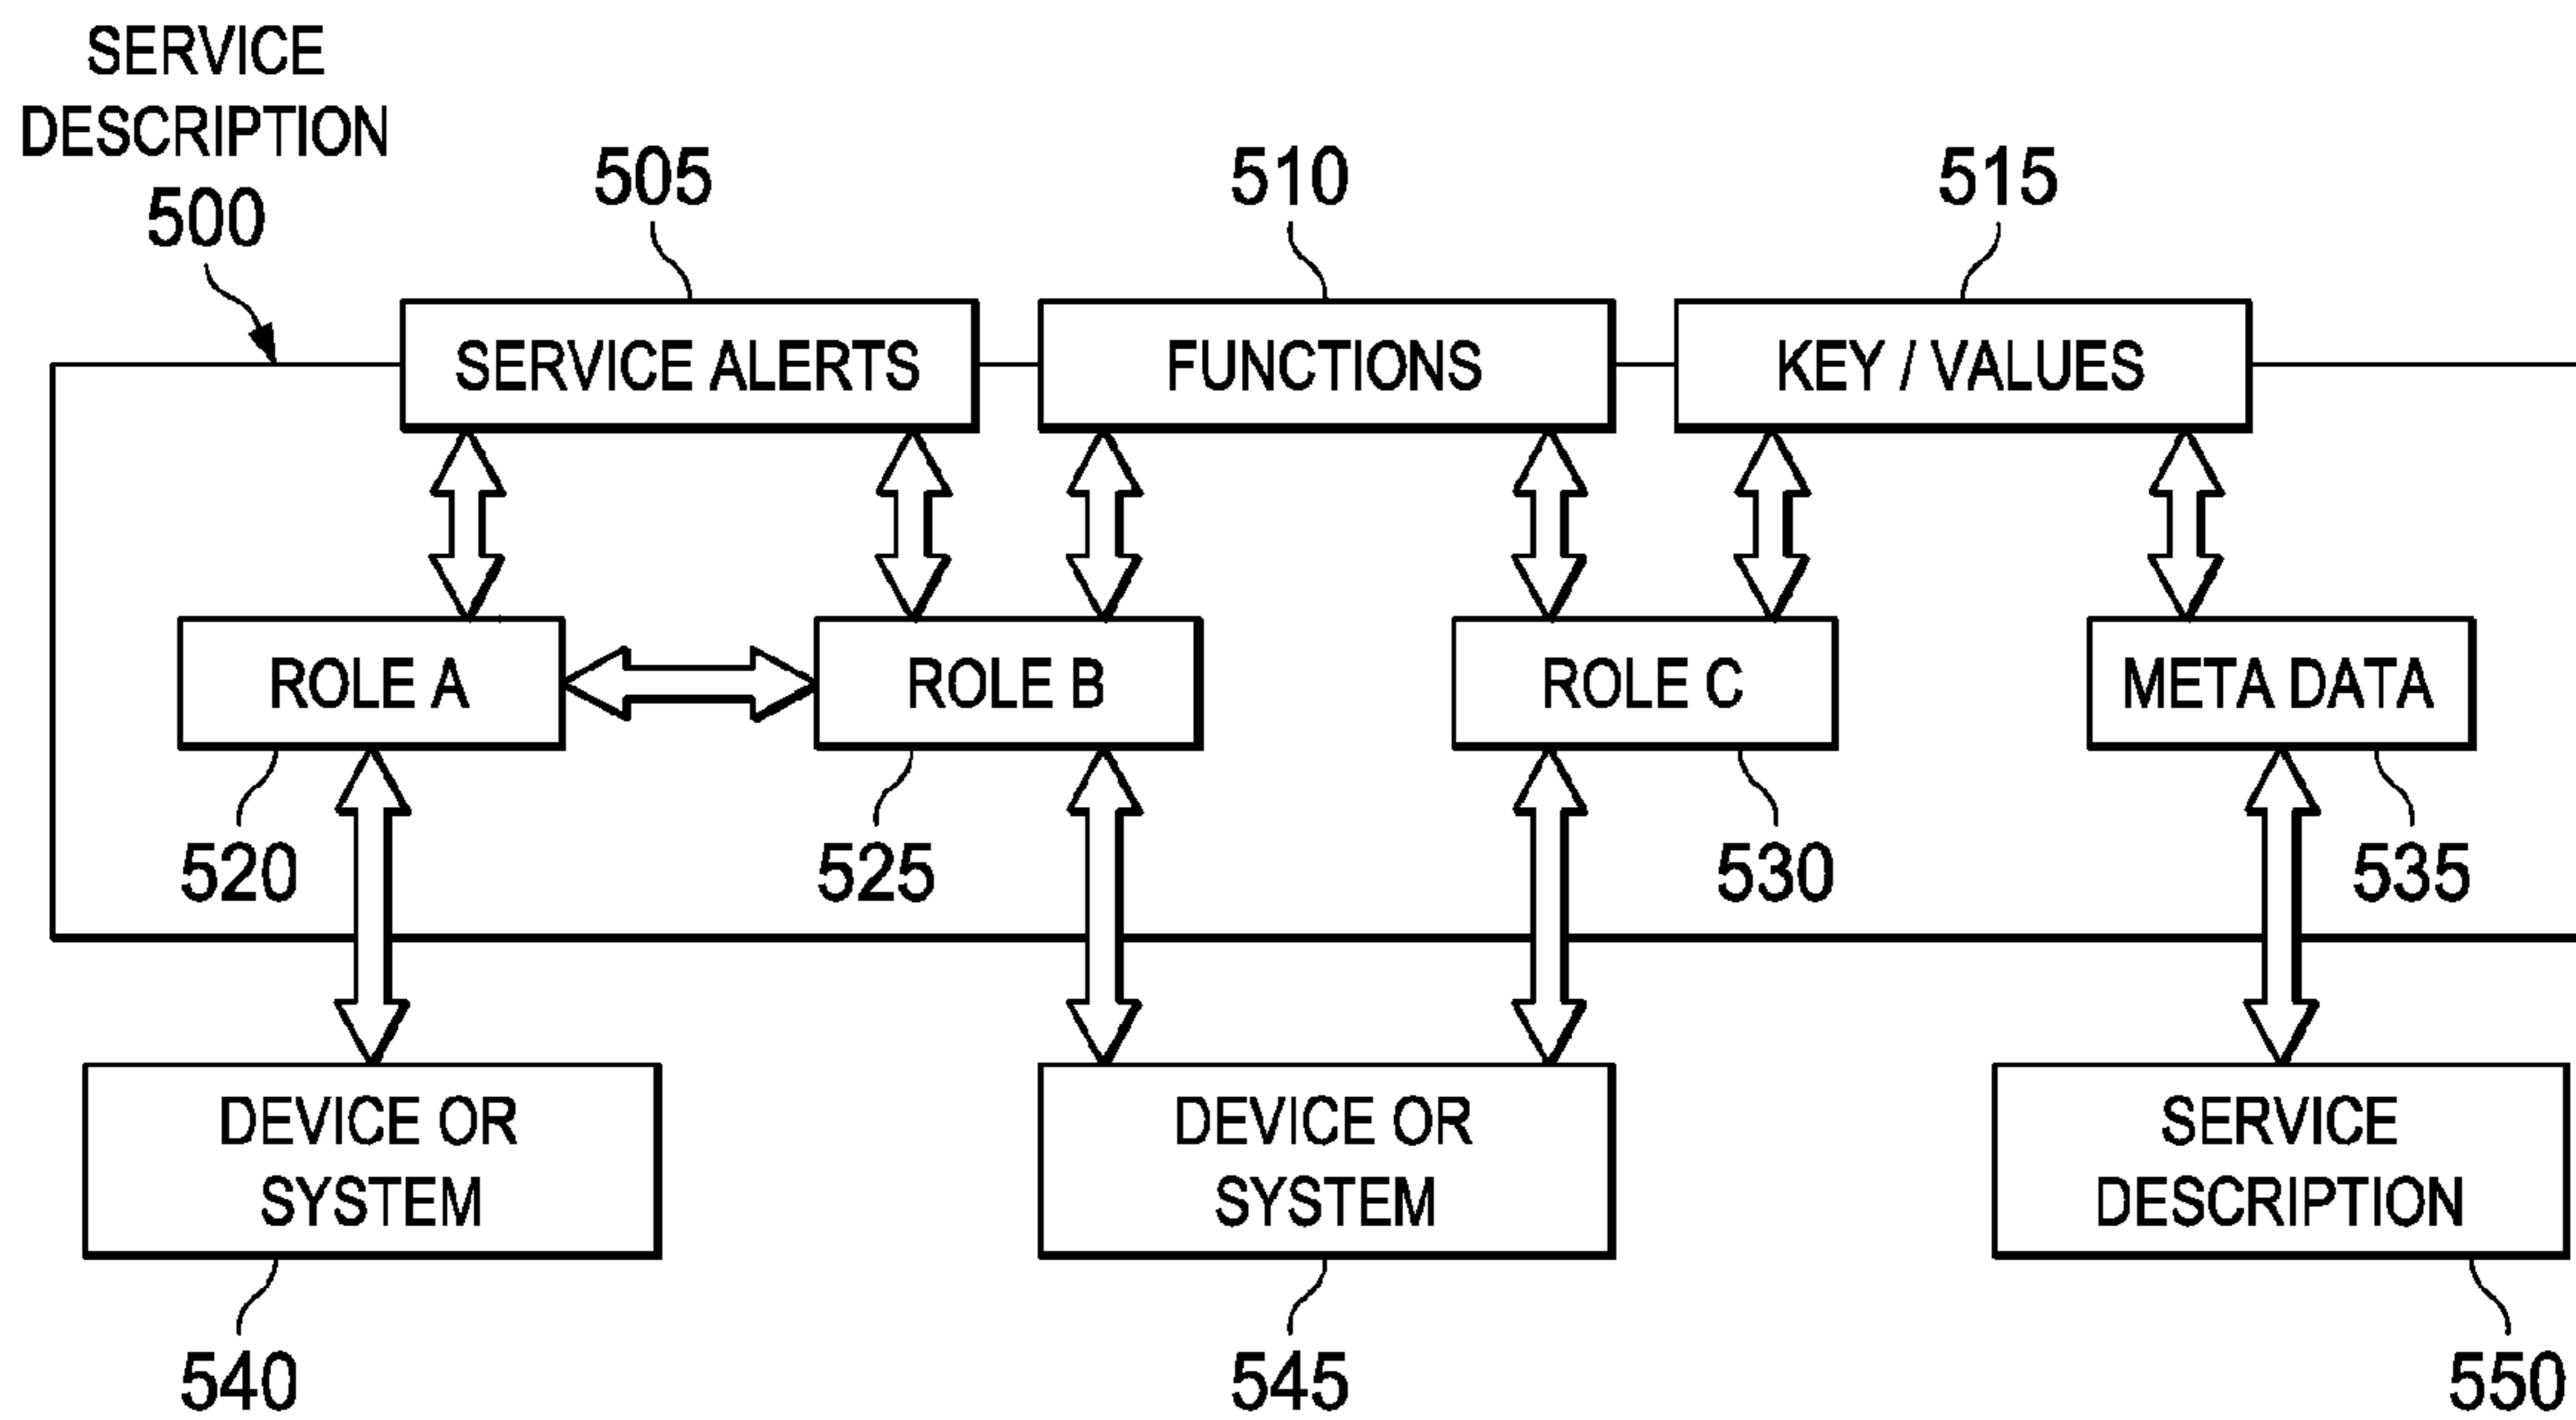 SERVICE
DESCRIPTION
500
505
510
515
SERVICE ALERTS
FUNCTIONS
KEY / VALUES
ROLE A
ROLE B
ROLE C
META DATA
520
525
530
535
DEVICE OR
SYSTEM
DEVICE OR
SYSTEM
SERVICE
DESCRIPTION
540
545
550